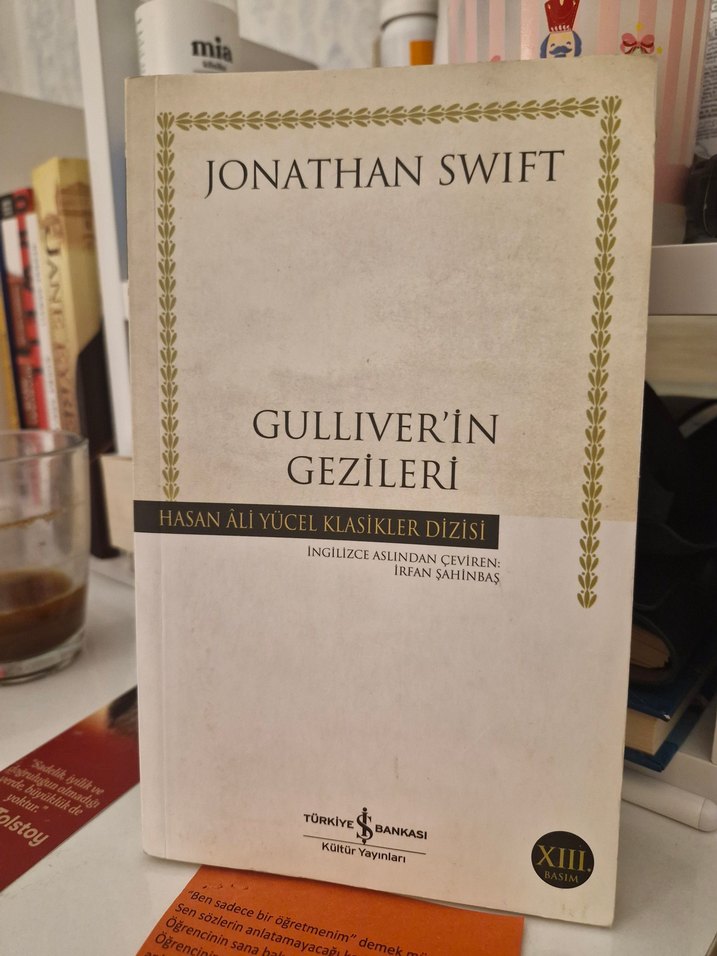 mia
JONATHAN SWIFT
GULLIVER'İN
GEZİLERİ
HASAN ÂLİ YÜCEL KLASİKLER DİZİSİ
İNGİLİZCE ASLINDAN ÇEVİREN:
İRFAN ŞAHİNBAŞ
TÜRKİYE İŞ BANKASI
Kültür Yayınları
XIII.
BASIM
JANE EYRE
"Sadelik, iyilik ve
doğruluğun olmadığı
yerde, büyüklük de
yoktur."
Tolstoy
"Ben sadece bir öğretmenim" demek
Sen sözlerin anlatamayacağı
Öğrencinin sana